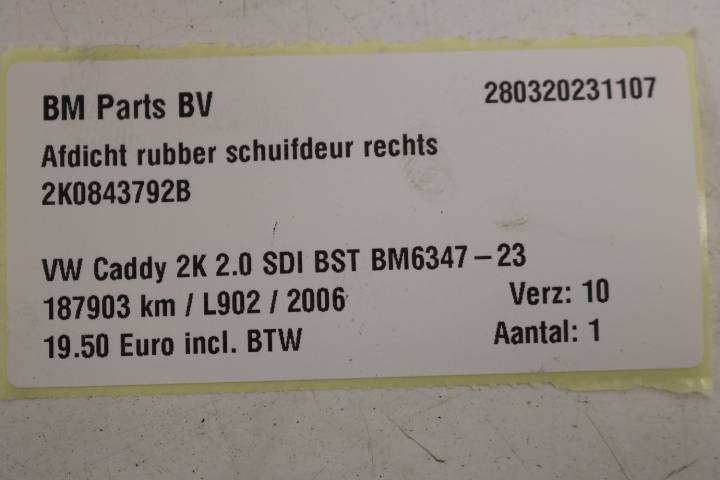 BM Parts BV 280320231107
Afdicht rubber schuifdeur rechts
2K0843792B
VW Caddy 2K 2.0 SDI BST BM6347-23
187903 km / L902 / 2006 Verz: 10
19.50 Euro incl. BTW Aantal: 1